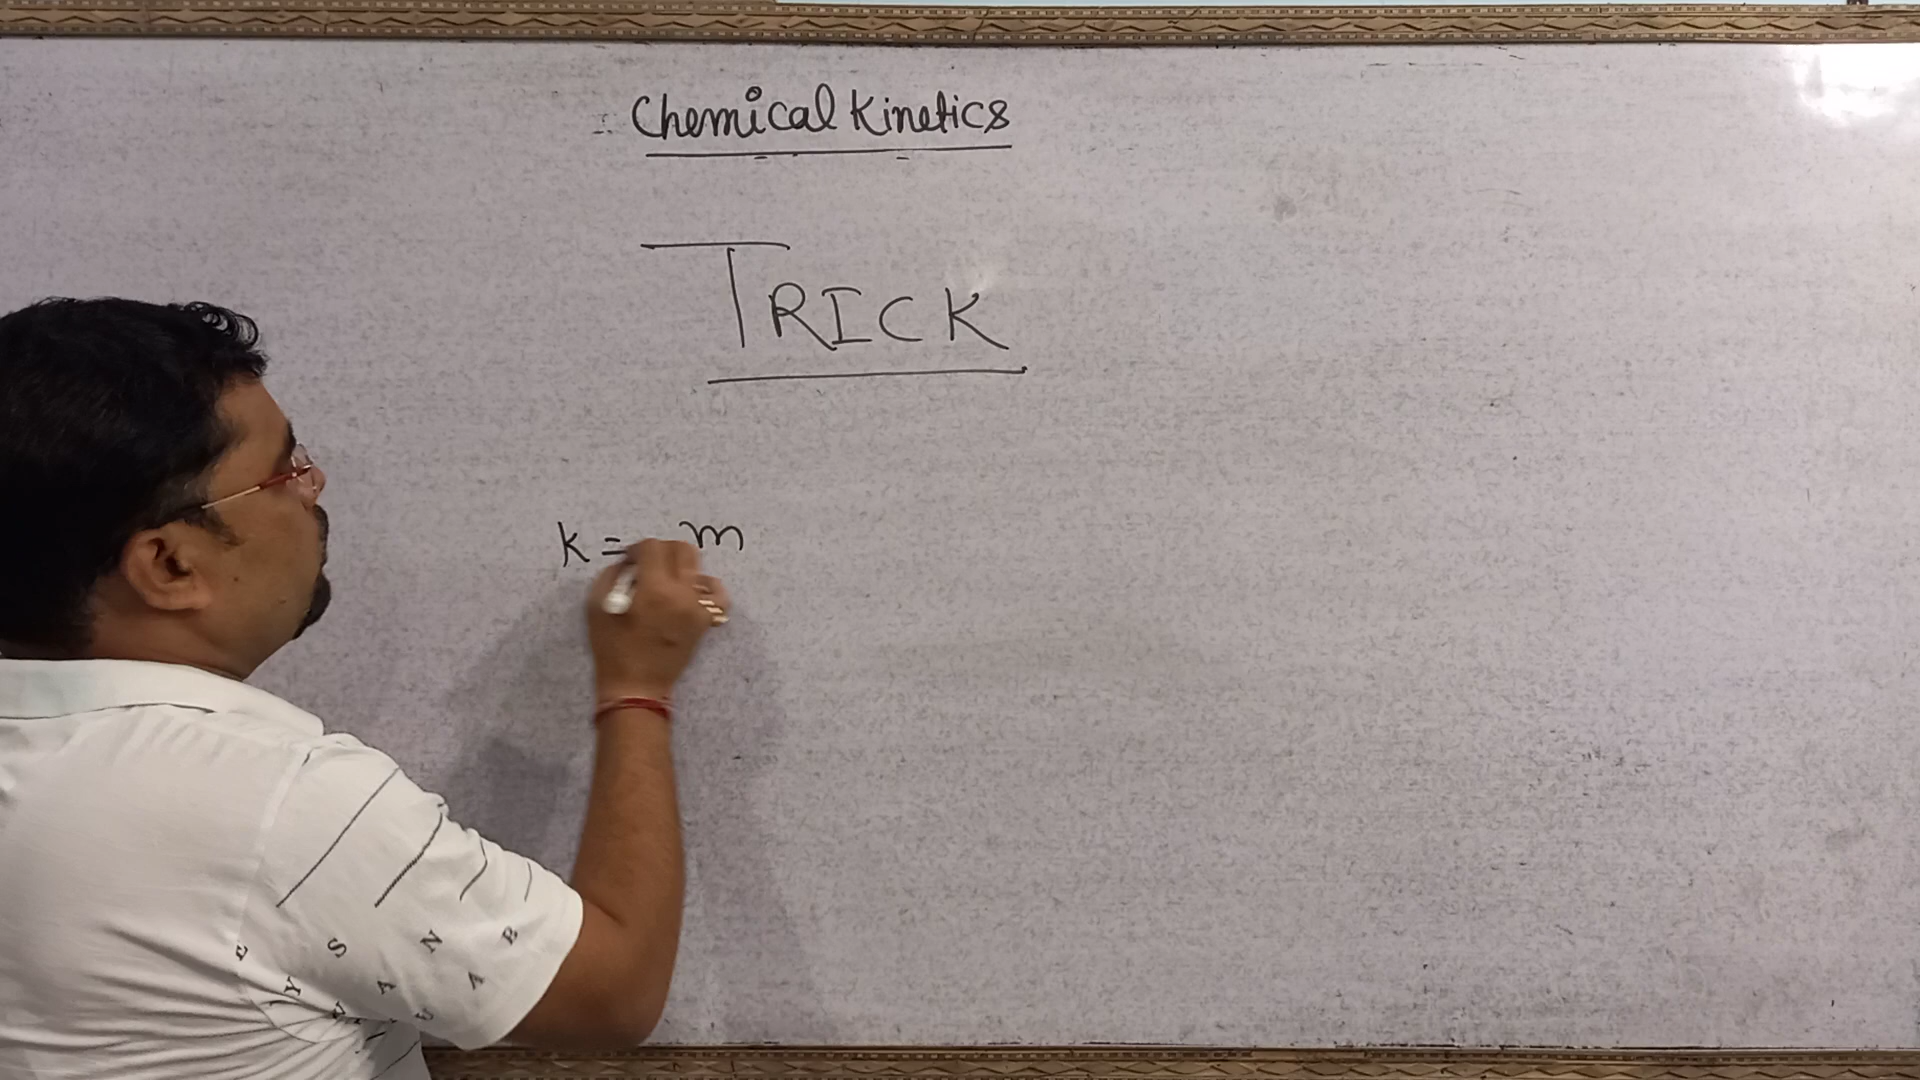 Chemical Kinetics
TRICK
k = m
E S N B
Y A A
U